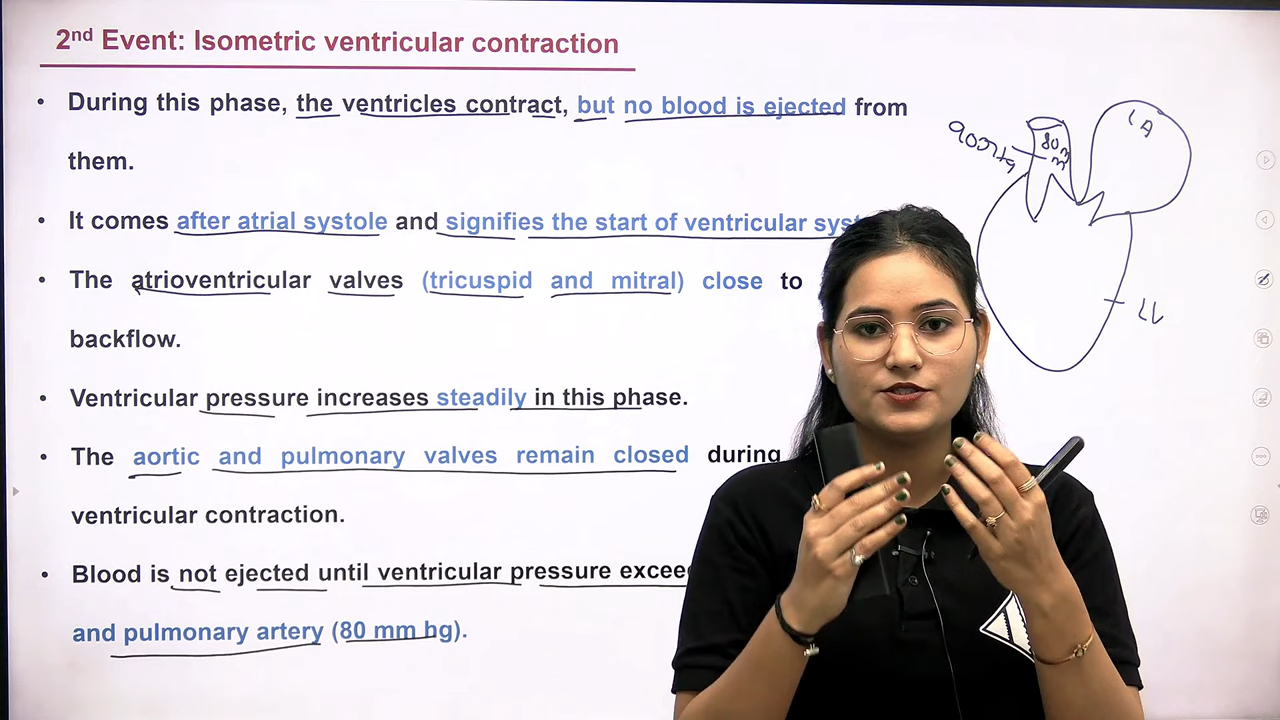 2nd Event: Isometric ventricular contraction
• During this phase, the ventricles contract, but no blood is ejected from
them.
• It comes after atrial systole and signifies the start of ventricular syst
• The atrioventricular valves (tricuspid and mitral) close to
backflow.
• Ventricular pressure increases steadily in this phase.
• The aortic and pulmonary valves remain closed during
ventricular contraction.
• Blood is not ejected until ventricular pressure excee
and pulmonary artery (80 mm hg).
80 mm
LA